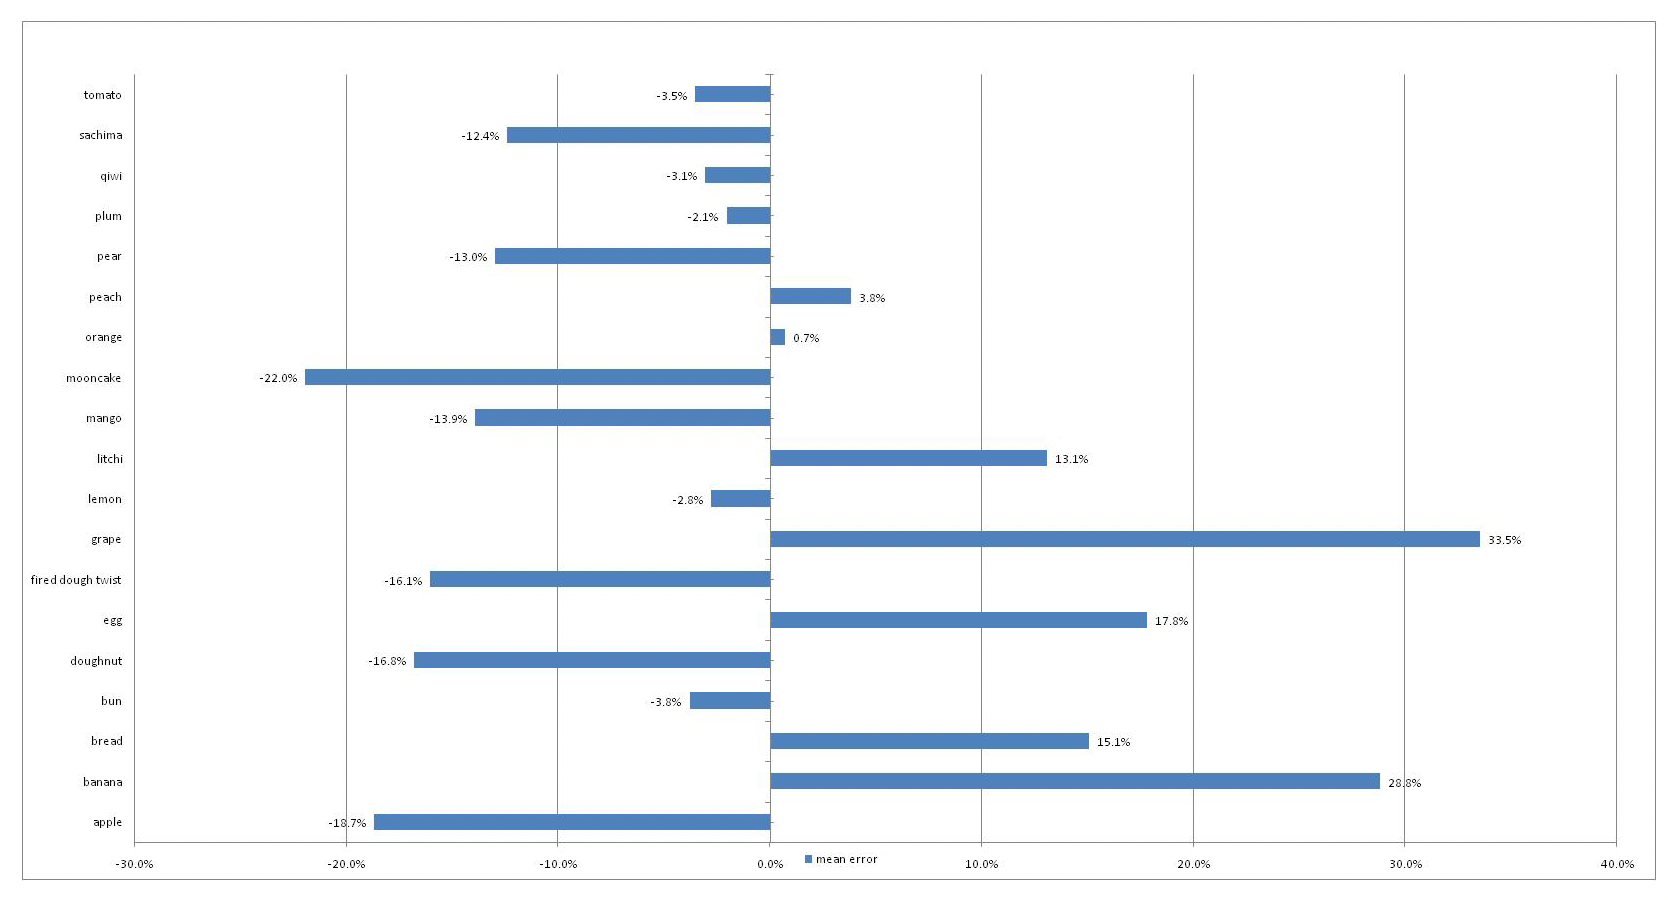 tomato -3.5%
sachima -12.4%
qiwi -3.1%
plum -2.1%
pear -13.0%
peach 3.8%
orange 0.7%
mooncake -22.0%
mango -13.9%
litchi 13.1%
lemon -2.8%
grape 33.5%
fired dough twist -16.1%
egg 17.8%
doughnut -16.8%
bun -3.8%
bread 15.1%
banana 28.8%
apple -18.7%
-30.0% -20.0% -10.0% 0.0% 10.0% 20.0% 30.0% 40.0%
mean error